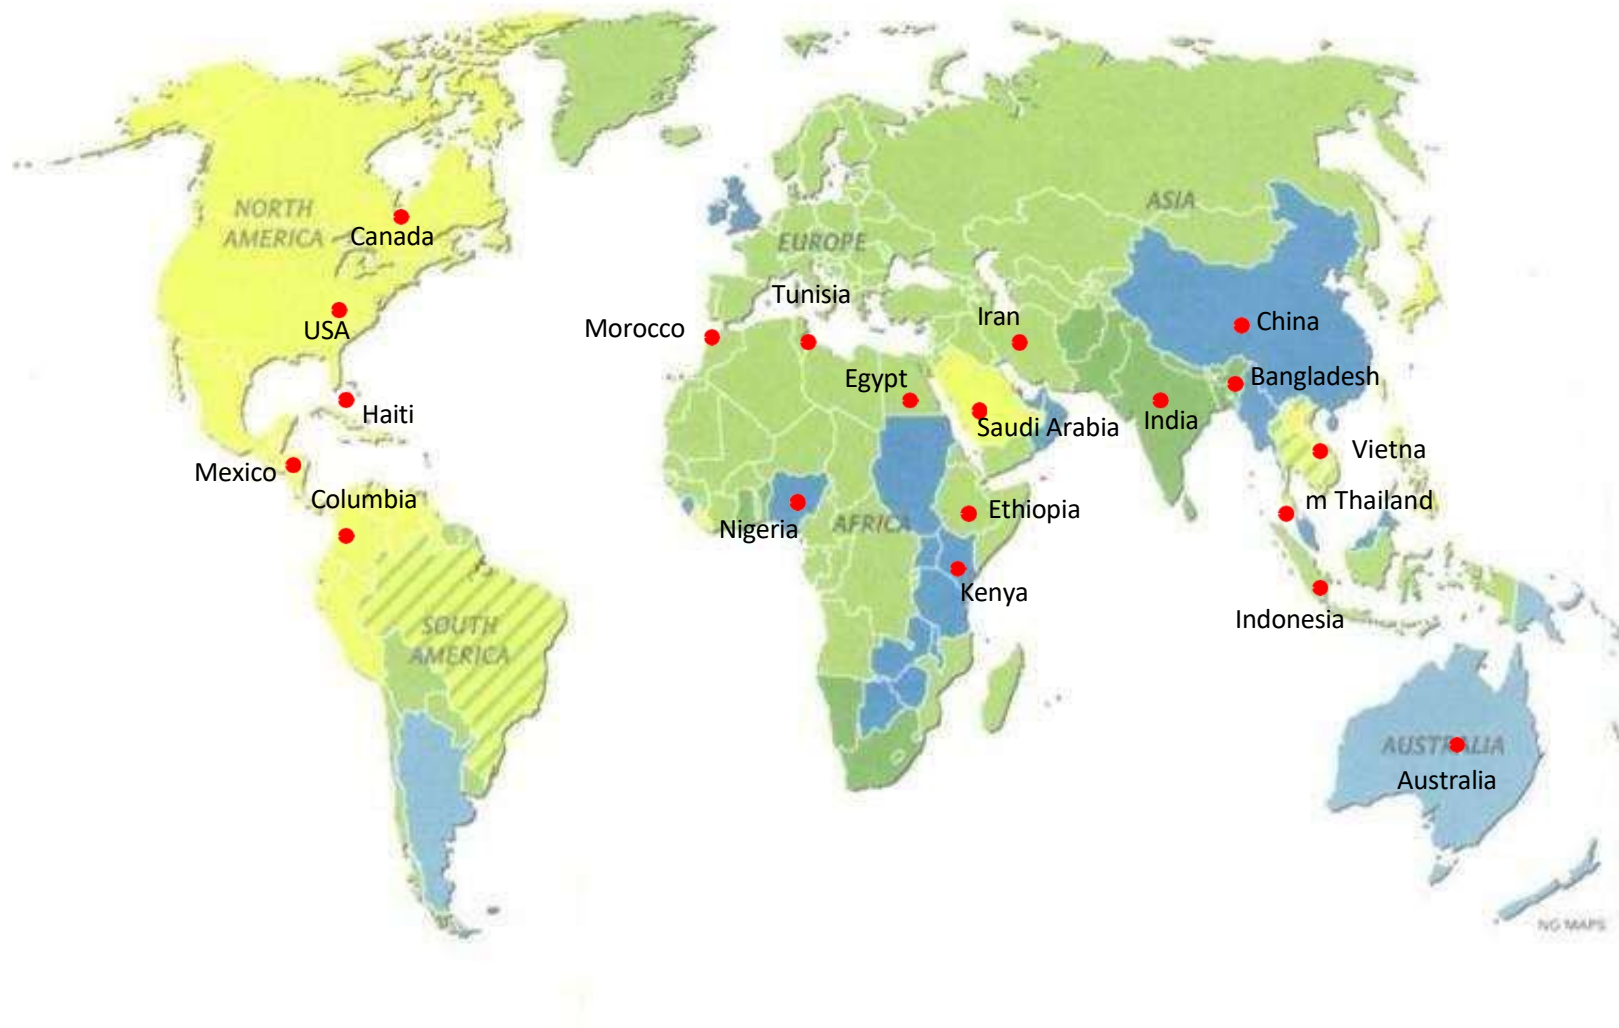 NORTH
AMERICA
Canada
USA
Haiti
Mexico
Columbia
SOUTH
AMERICA
EUROPE
ASIA
Tunisia
Morocco
Iran
Egypt
Saudi Arabia
China
Bangladesh
India
Vietna
m Thailand
Nigeria
AFRICA
Ethiopia
Kenya
Indonesia
AUSTRALIA
Australia
NG MAPS